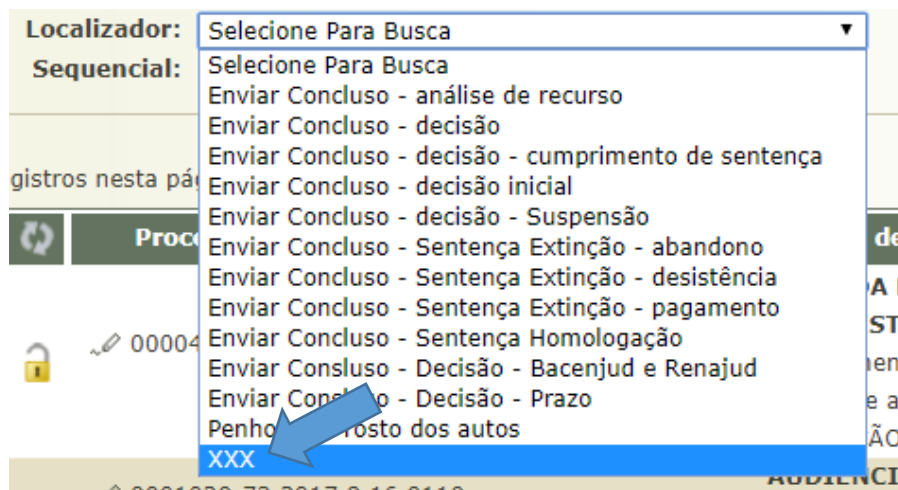 Localizador: Selecione Para Busca
Sequencial: Selecione Para Busca
Enviar Concluso - análise de recurso
Enviar Concluso - decisão
Enviar Concluso - decisão - cumprimento de sentença
gistros nesta pá
Enviar Concluso - decisão inicial
Enviar Concluso - decisão - Suspensão
Proc
Enviar Concluso - Sentença Extinção - abandono
de
Enviar Concluso - Sentença Extinção - desistência
Enviar Concluso - Sentença Extinção - pagamento
00004
Enviar Concluso - Sentença Homologação
Enviar Consluso - Decisão - Bacenjud e Renajud
Enviar Consluso - Decisão - Prazo
Penho rosto dos autos
XXX